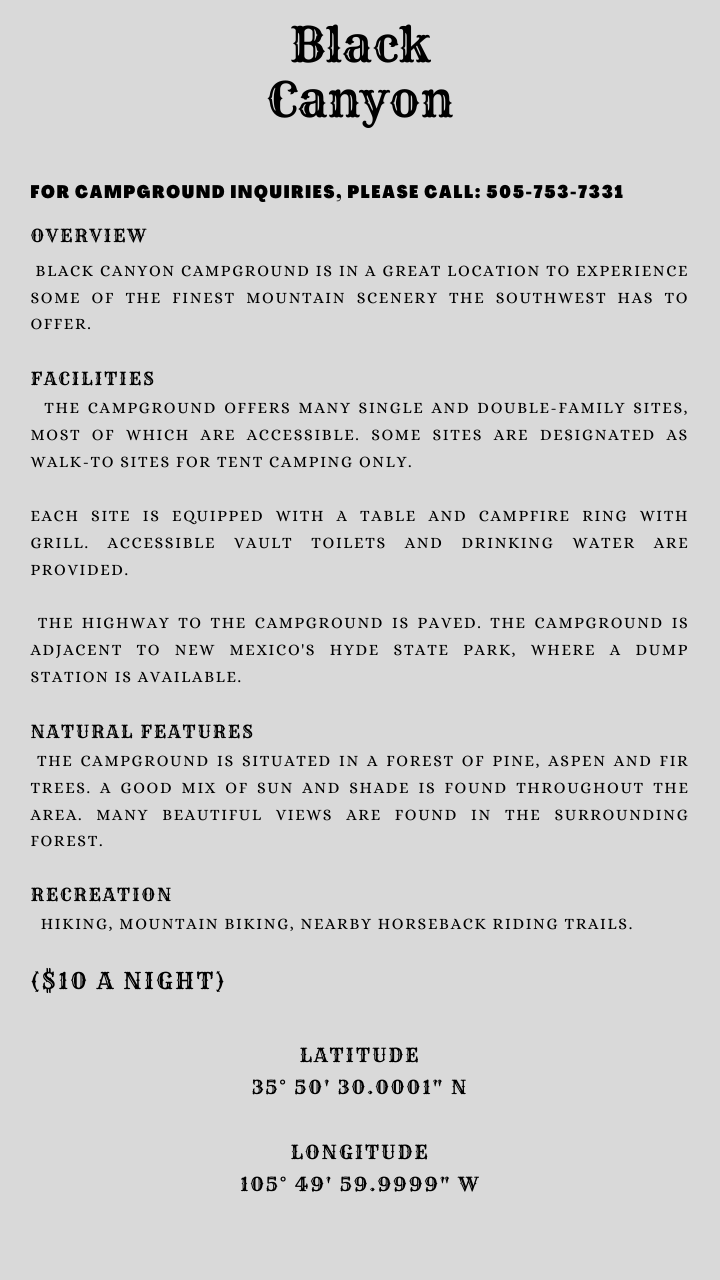 Black
Canyon
FOR CAMPGROUND INQUIRIES, PLEASE CALL: 505-753-7331
OVERVIEW
BLACK CANYON CAMPGROUND IS IN A GREAT LOCATION TO EXPERIENCE
SOME OF THE FINEST MOUNTAIN SCENERY THE SOUTHWEST HAS TO
OFFER.
FACILITIES
THE CAMPGROUND OFFERS MANY SINGLE AND DOUBLE-FAMILY SITES,
MOST OF WHICH ARE ACCESSIBLE. SOME SITES ARE DESIGNATED AS
WALK-TO SITES FOR TENT CAMPING ONLY.
EACH SITE IS EQUIPPED WITH A TABLE AND CAMPFIRE RING WITH
GRILL. ACCESSIBLE VAULT TOILETS AND DRINKING WATER ARE
PROVIDED.
THE HIGHWAY TO THE CAMPGROUND IS PAVED. THE CAMPGROUND IS
ADJACENT TO NEW MEXICO'S HYDE STATE PARK, WHERE A DUMP
STATION IS AVAILABLE.
NATURAL FEATURES
THE CAMPGROUND IS SITUATED IN A FOREST OF PINE, ASPEN AND FIR
TREES. A GOOD MIX OF SUN AND SHADE IS FOUND THROUGHOUT THE
AREA. MANY BEAUTIFUL VIEWS ARE FOUND IN THE SURROUNDING
FOREST.
RECREATION
HIKING, MOUNTAIN BIKING, NEARBY HORSEBACK RIDING TRAILS.
($10 A NIGHT)
LATITUDE
35° 50' 30.0001" N
LONGITUDE
105° 49' 59.9999" W